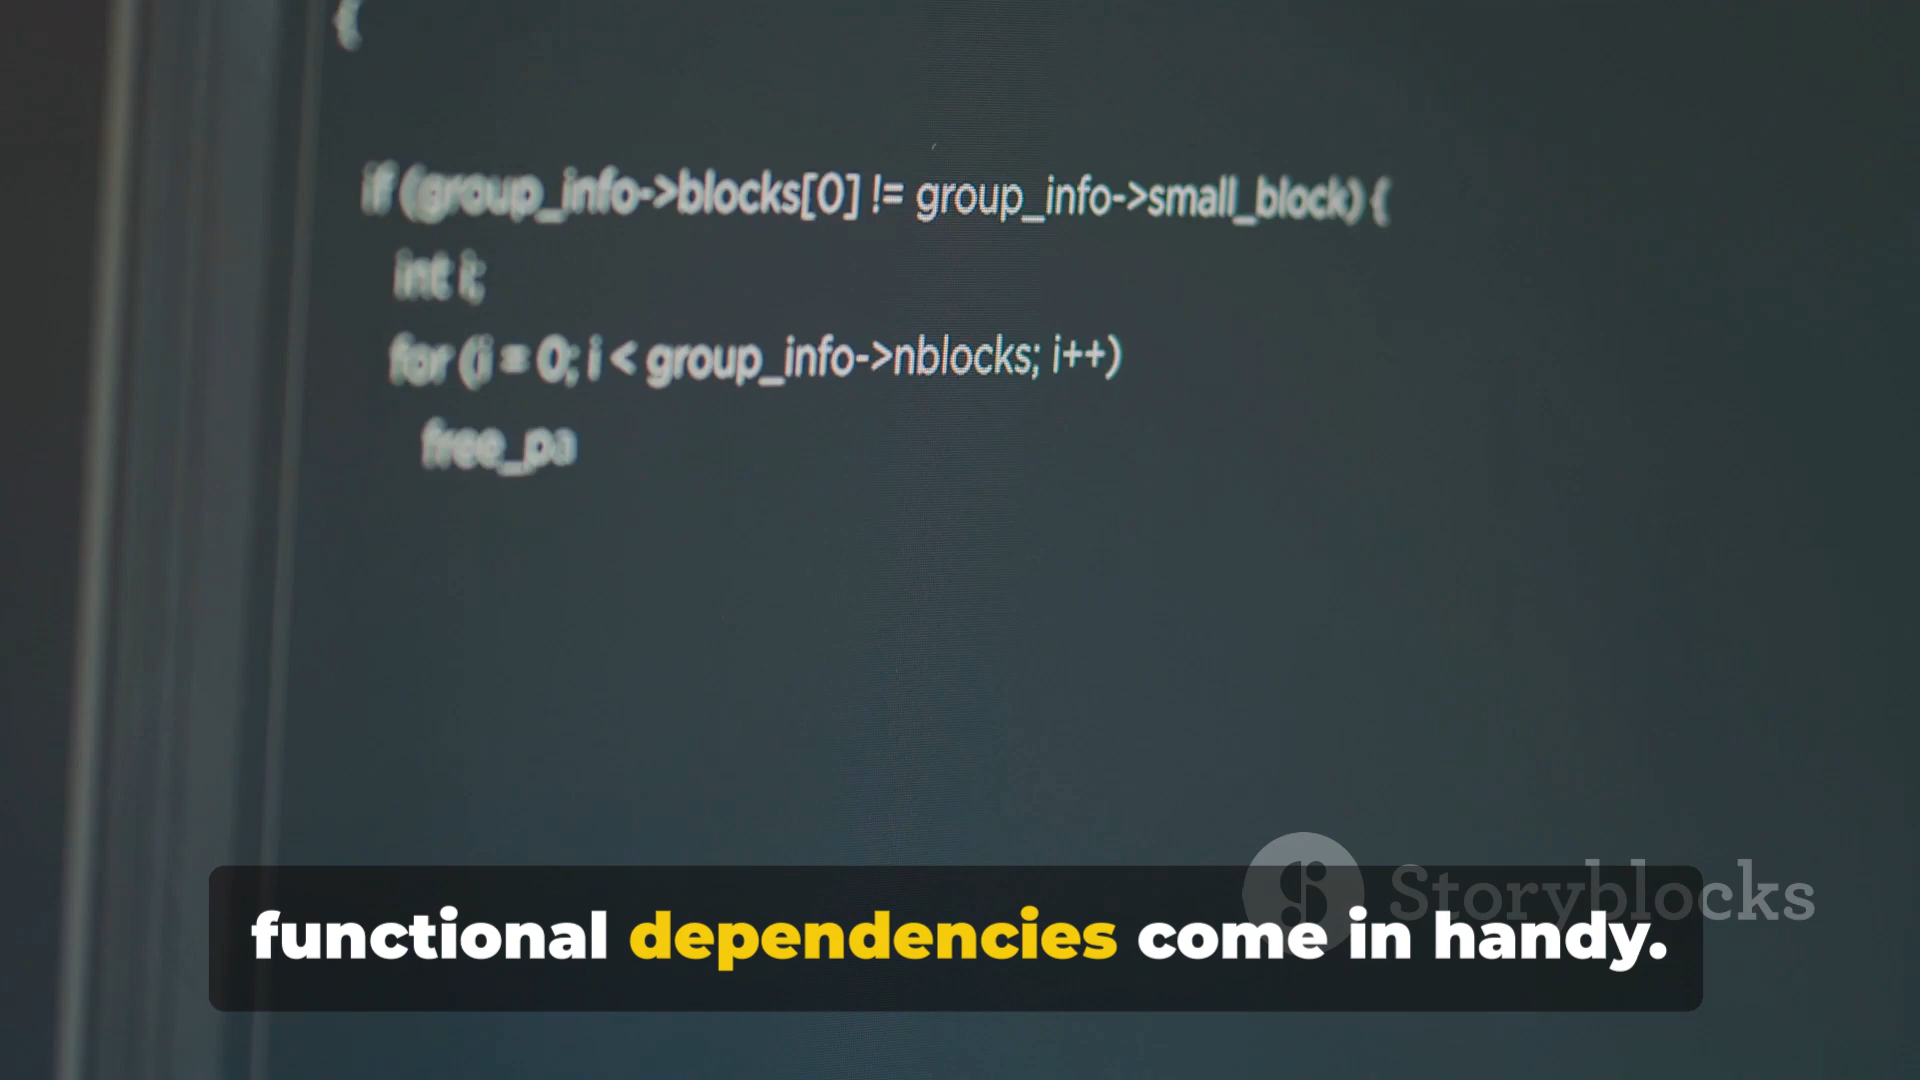 {
if (group_info->blocks[0] != group_info->small_block) {
int i;
for (i = 0; i < group_info->nblocks; i++)
free_pa
Storyblocks
functional dependencies come in handy.